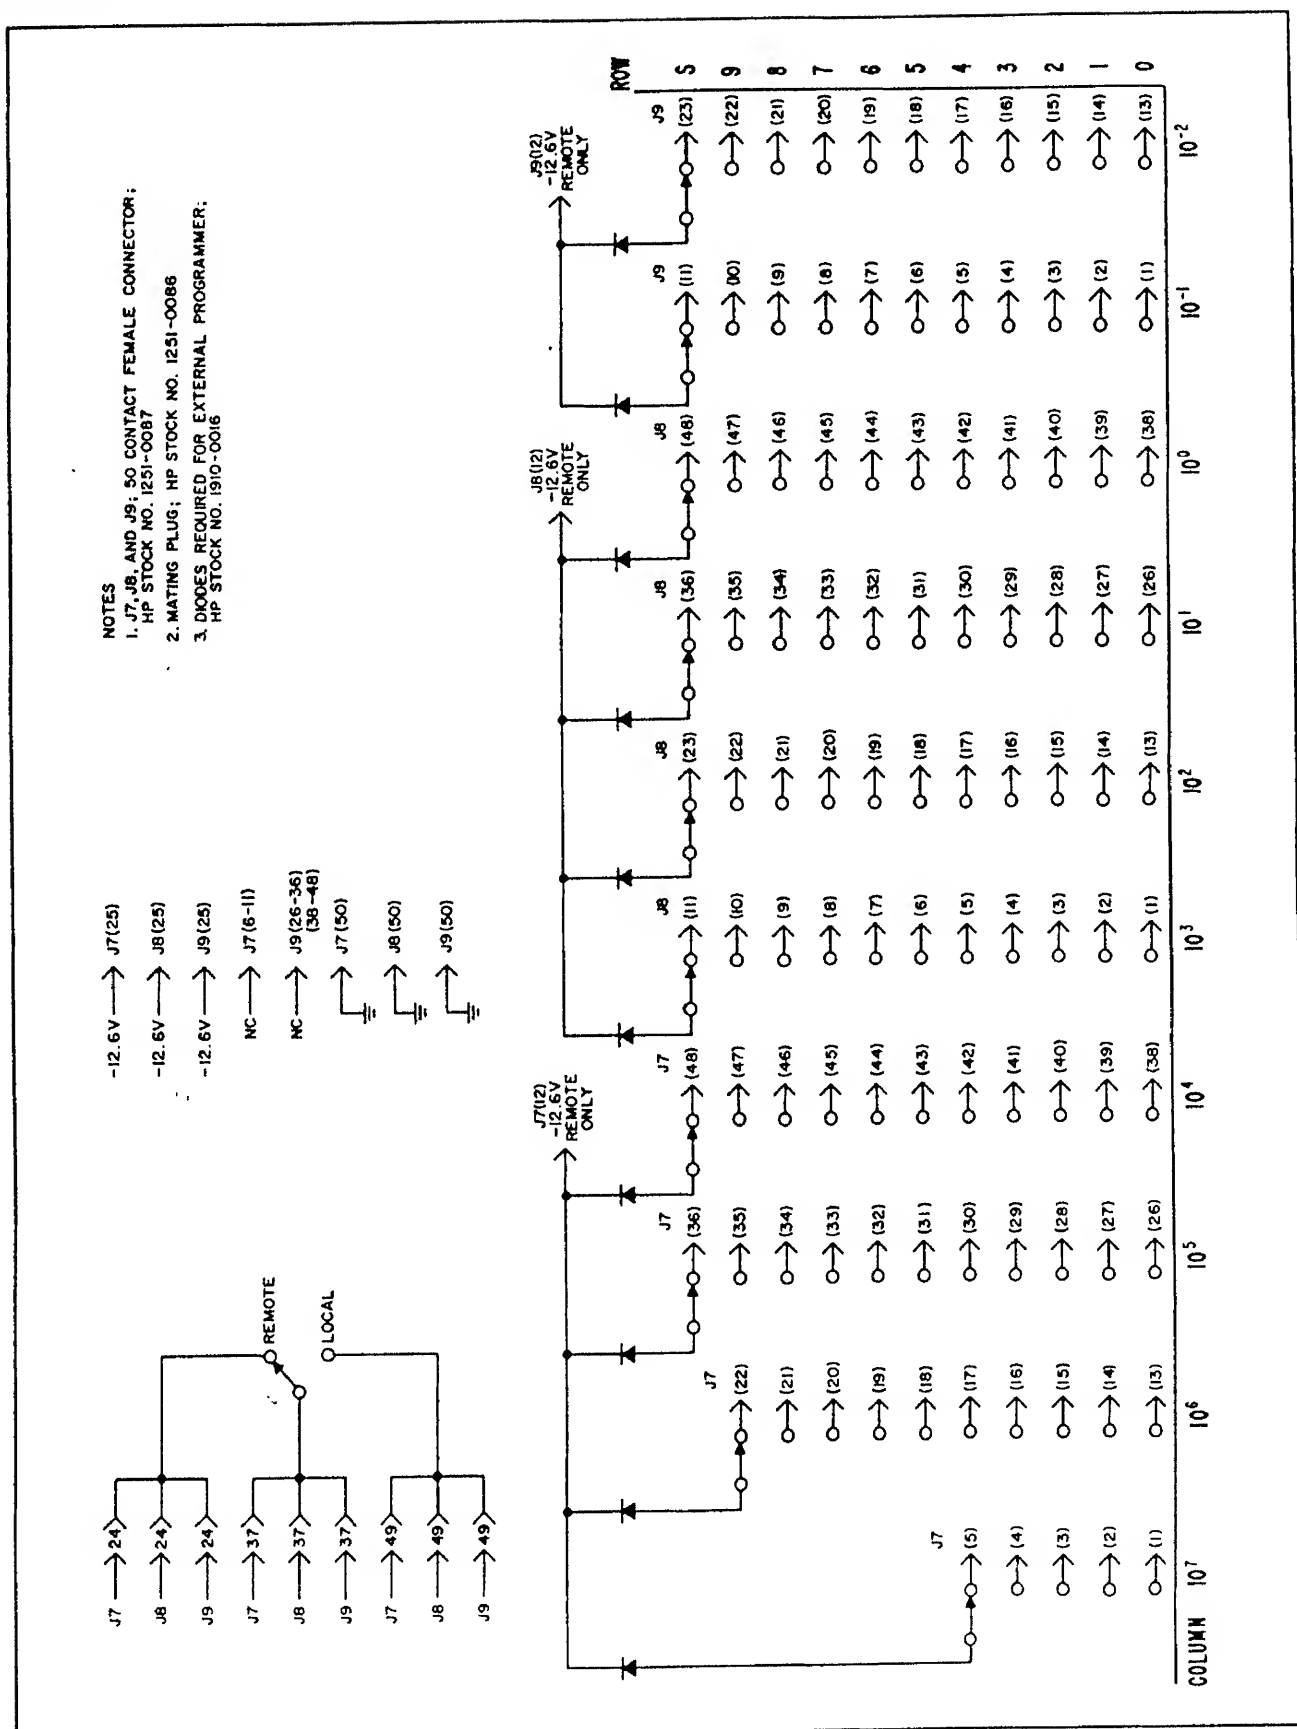 NOTES
1. J7, J8, AND J9; 50 CONTACT FEMALE CONNECTOR;
HP STOCK NO. 1251-0087
2. MATING PLUG; HP STOCK NO. 1251-0086
3. DIODES REQUIRED FOR EXTERNAL PROGRAMMER;
HP STOCK NO. 1910-0016
J7 24
J8 24
J9 24
J7 37
J8 37
J9 37
J7 49
J8 49
J9 49
REMOTE
LOCAL
-12.6V J7(25)
-12.6V J8(25)
-12.6V J9(25)
NC J7(6-11)
NC J9(26-36)
(38-48)
J7(50)
J8(50)
J9(50)
J7(12)
-12.6V
REMOTE
ONLY
J8(12)
-12.6V
REMOTE
ONLY
J9(12)
-12.6V
REMOTE
ONLY
ROW
J7 J7 J8 J8 J8 J8 J9 J9
(36) (48) (11) (23) (36) (48) (11) (23) S
J7
(22) (35) (47) (10) (22) (35) (47) (10) (22) 9
(21) (34) (46) (9) (21) (34) (46) (9) (21) 8
(20) (33) (45) (8) (20) (33) (45) (8) (20) 7
(19) (32) (44) (7) (19) (32) (44) (7) (19) 6
(18) (31) (43) (6) (18) (31) (43) (6) (18) 5
J7
(5) (17) (30) (42) (5) (17) (30) (42) (5) (17) 4
(4) (16) (29) (41) (4) (16) (29) (41) (4) (16) 3
(3) (15) (28) (40) (3) (15) (28) (40) (3) (15) 2
(2) (14) (27) (39) (2) (14) (27) (39) (2) (14) 1
(1) (13) (26) (38) (1) (13) (26) (38) (1) (13) 0
COLUMN 10⁷ 10⁶ 10⁵ 10⁴ 10³ 10² 10¹ 10⁰ 10⁻¹ 10⁻²